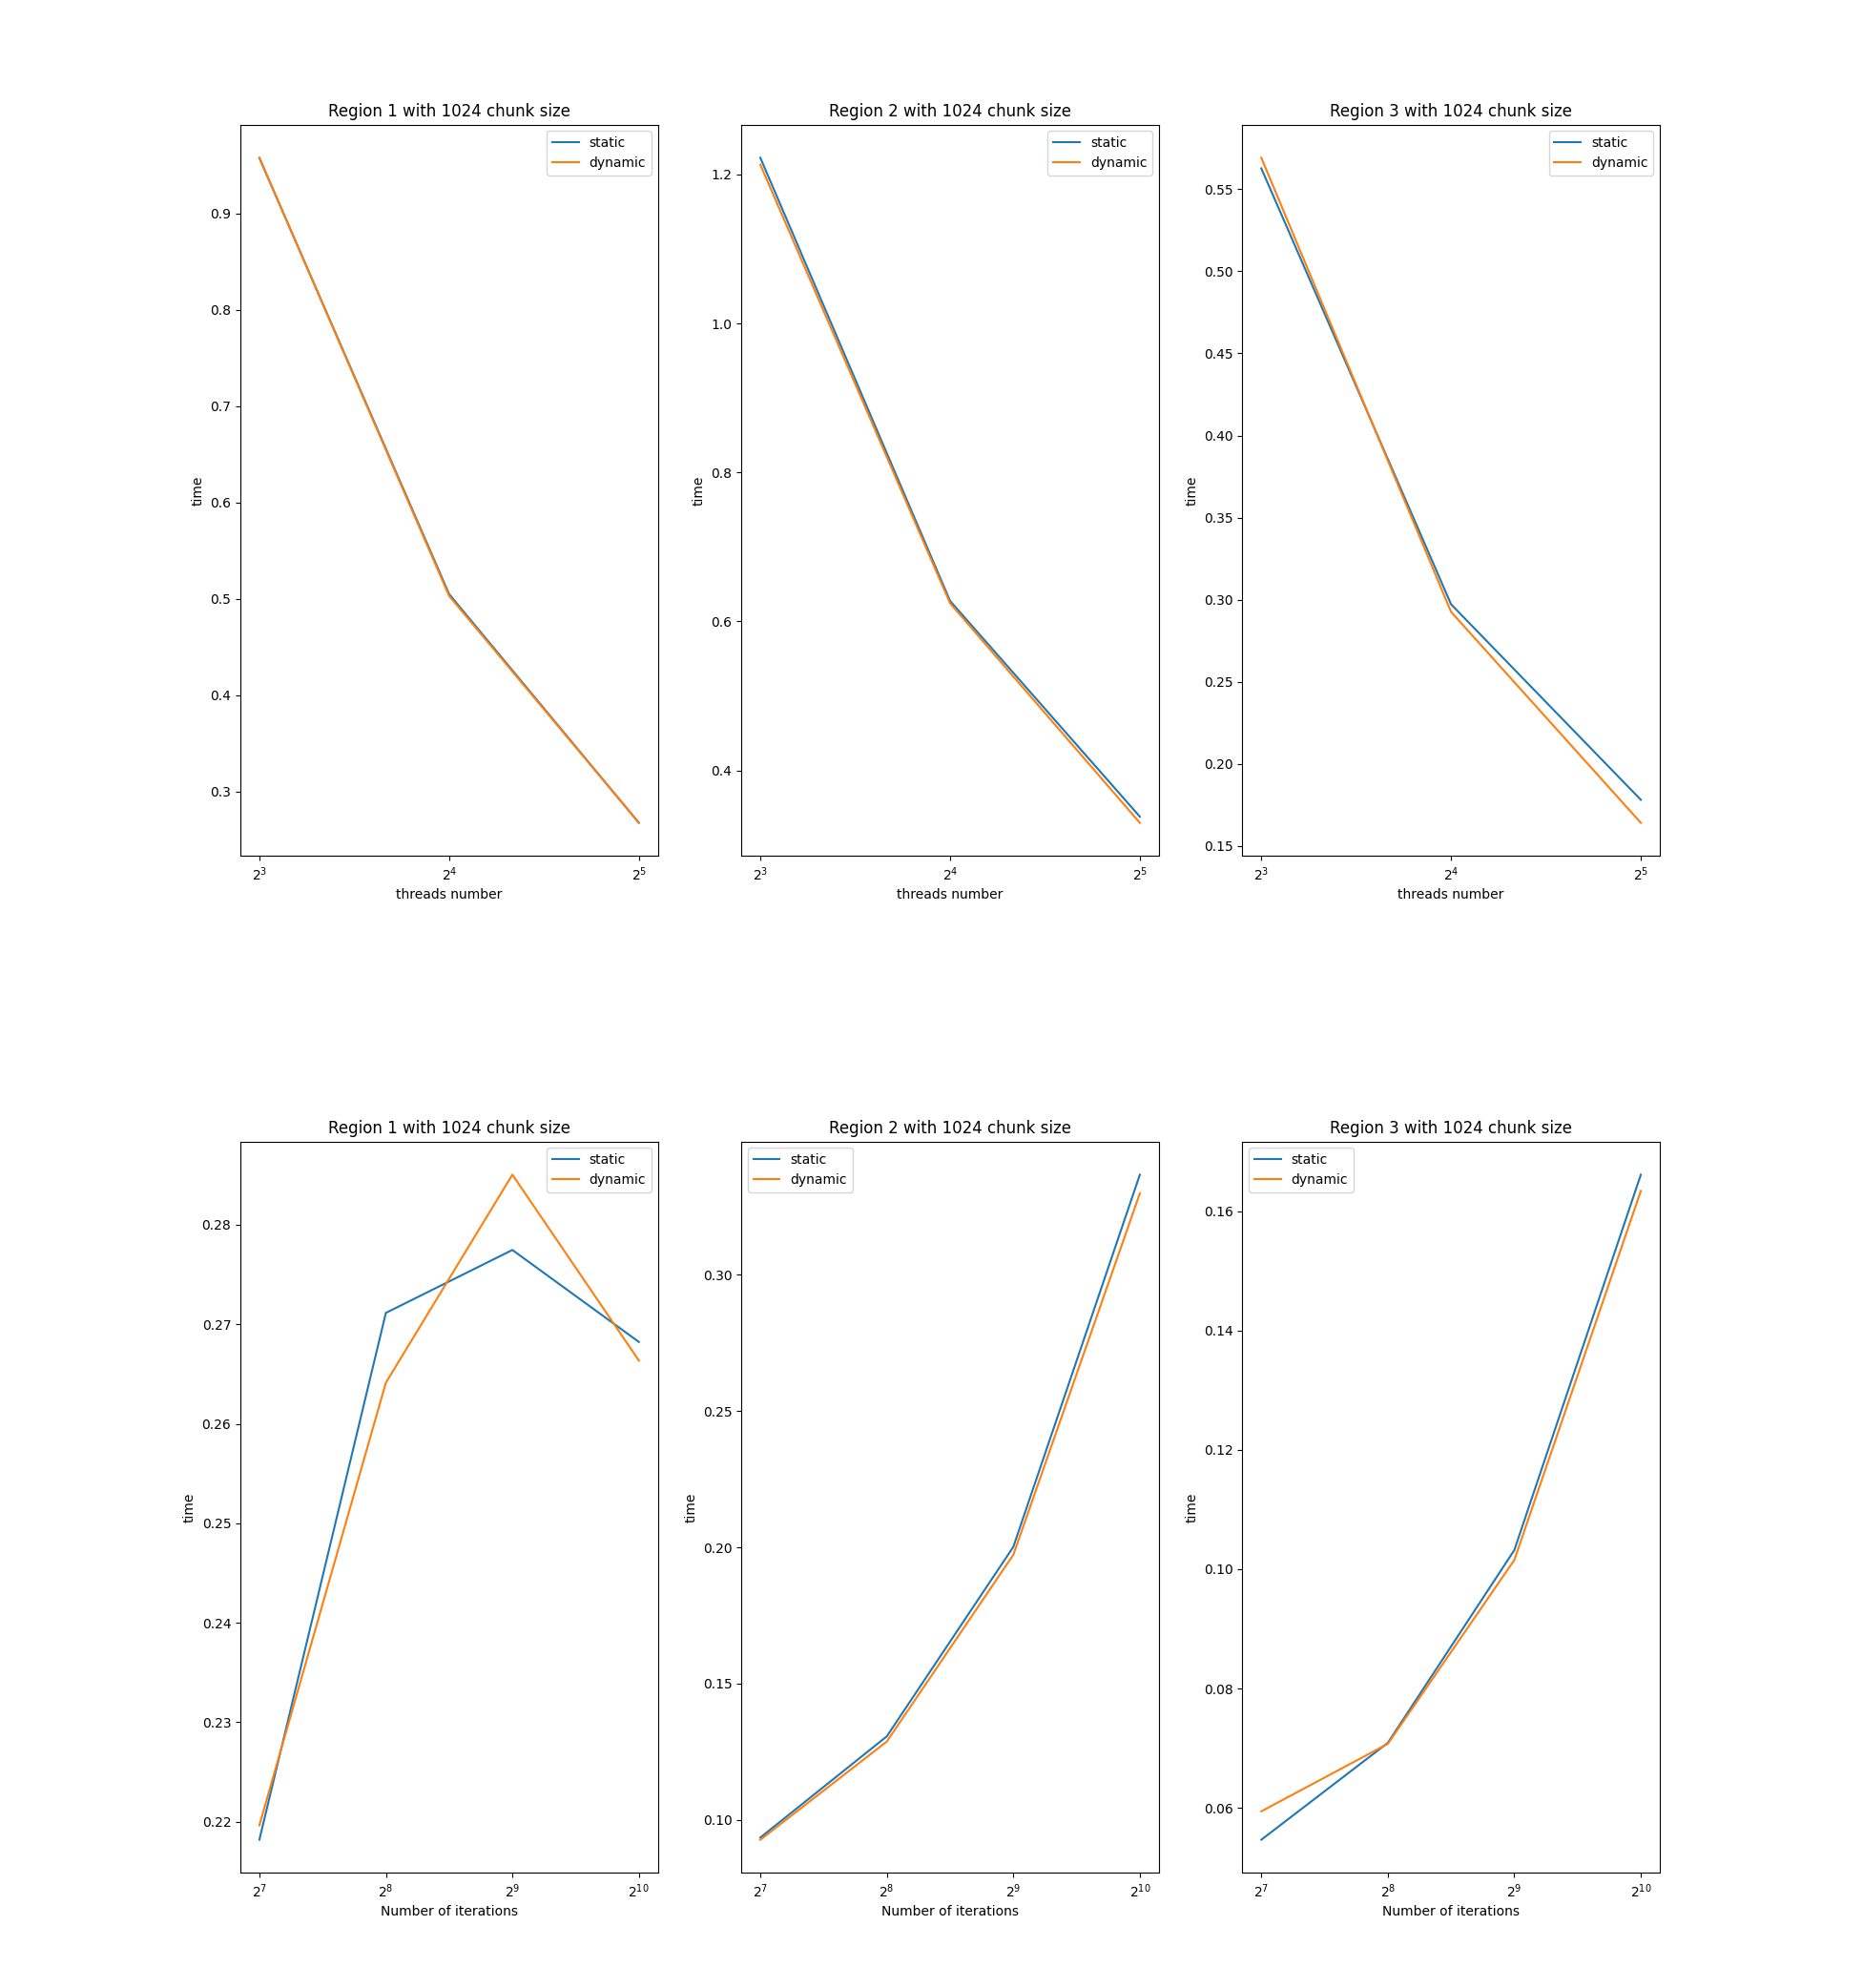 Region 1 with 1024 chunk size
static
dynamic
0.9
0.8
0.7
0.6
0.5
0.4
0.3
time
2^3 2^4 2^5
threads number
Region 2 with 1024 chunk size
static
dynamic
1.2
1.0
0.8
0.6
0.4
time
2^3 2^4 2^5
threads number
Region 3 with 1024 chunk size
static
dynamic
0.55
0.50
0.45
0.40
0.35
0.30
0.25
0.20
0.15
time
2^3 2^4 2^5
threads number
Region 1 with 1024 chunk size
static
dynamic
0.28
0.27
0.26
0.25
0.24
0.23
0.22
time
2^7 2^8 2^9 2^10
Number of iterations
Region 2 with 1024 chunk size
static
dynamic
0.30
0.25
0.20
0.15
0.10
time
2^7 2^8 2^9 2^10
Number of iterations
Region 3 with 1024 chunk size
static
dynamic
0.16
0.14
0.12
0.10
0.08
0.06
time
2^7 2^8 2^9 2^10
Number of iterations